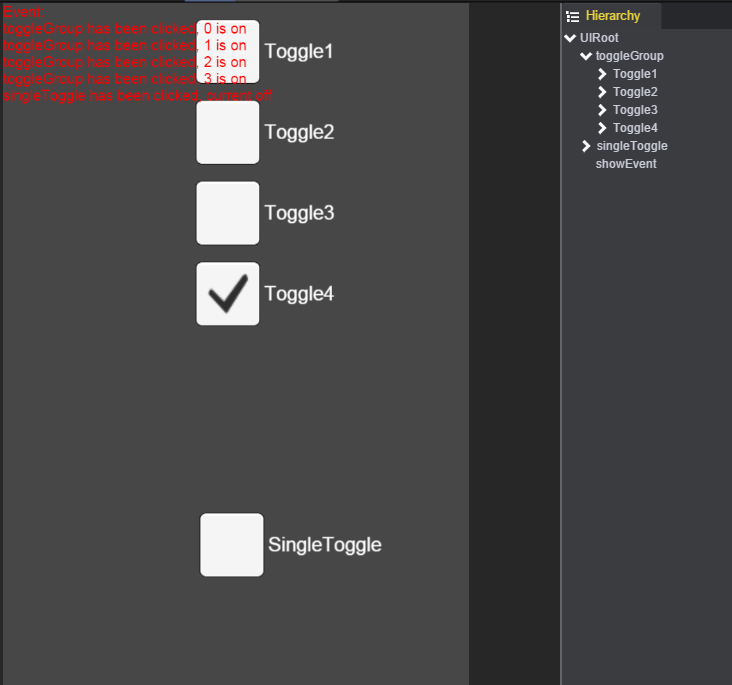 Event:
toggleGroup has been clicked, 0 is on
toggleGroup has been clicked, 1 is on
toggleGroup has been clicked, 2 is on
toggleGroup has been clicked, 3 is on
singleToggle has been clicked, current off
Toggle1
Toggle2
Toggle3
Toggle4
SingleToggle
Hierarchy
UIRoot
toggleGroup
Toggle1
Toggle2
Toggle3
Toggle4
singleToggle
showEvent